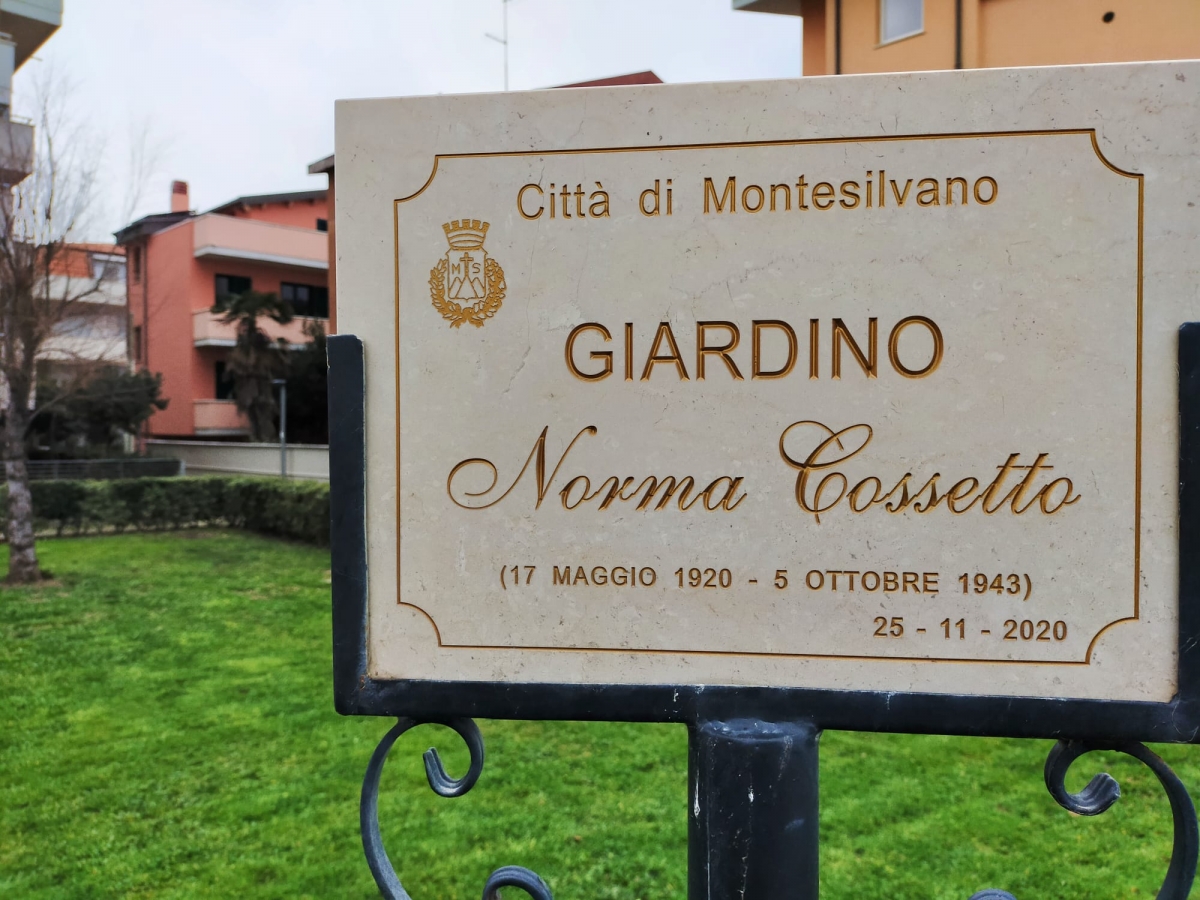 Città di Montesilvano
M S
GIARDINO
Norma Cossetto
(17 MAGGIO 1920 - 5 OTTOBRE 1943)
25 - 11 - 2020